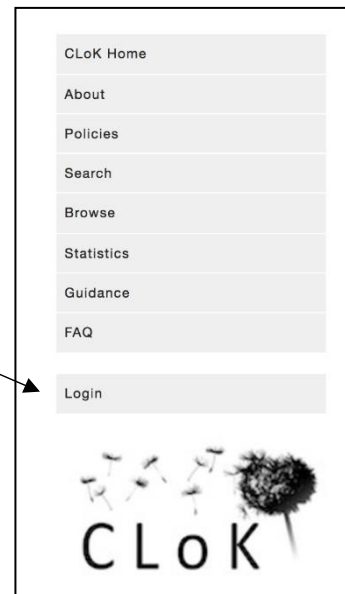 CLoK Home
About
Policies
Search
Browse
Statistics
Guidance
FAQ
Login
CLoK